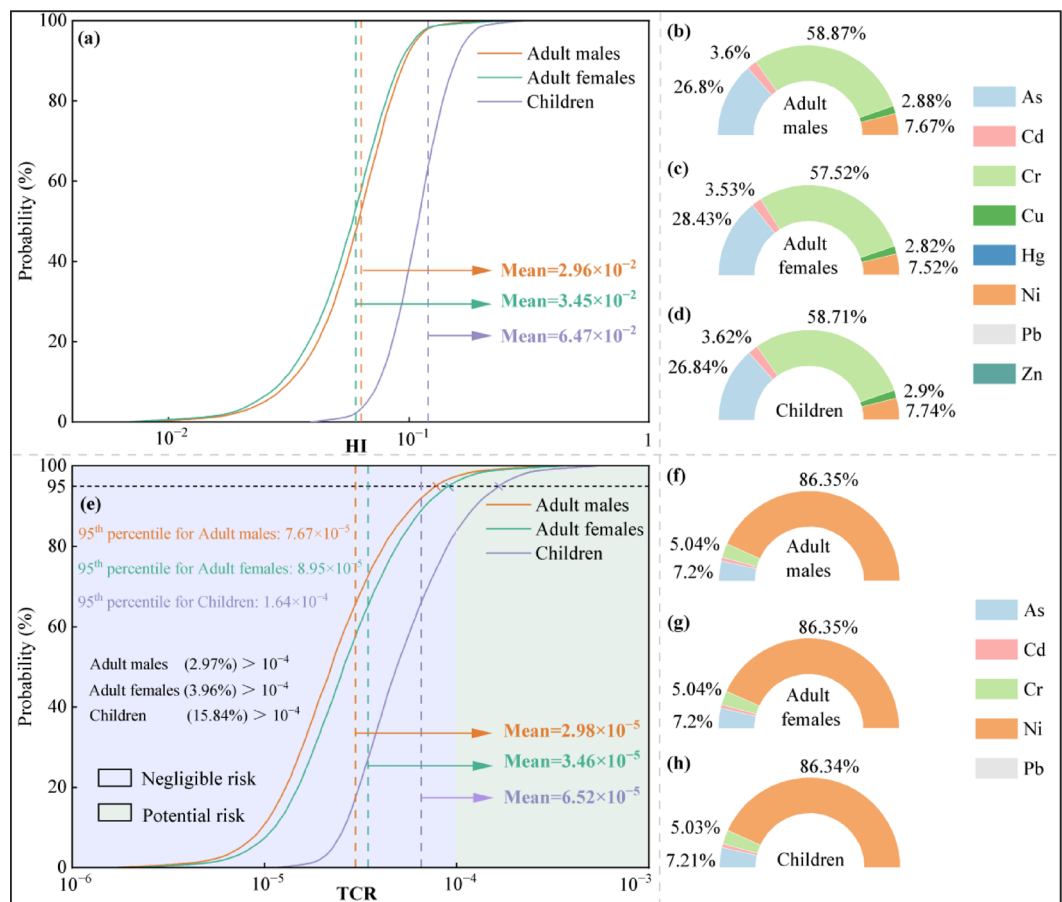 (a)
Probability (%)
100
80
60
40
20
0
Adult males
Adult females
Children
Mean=2.96×10⁻²
Mean=3.45×10⁻²
Mean=6.47×10⁻²
10⁻²
10⁻¹
1
HI
(b)
58.87%
3.6%
26.8%
2.88%
7.67%
Adult
males
(c)
57.52%
3.53%
28.43%
2.82%
7.52%
Adult
females
(d)
58.71%
3.62%
26.84%
2.9%
7.74%
Children
As
Cd
Cr
Cu
Hg
Ni
Pb
Zn
(e)
Probability (%)
100
95
80
60
40
20
0
Adult males
Adult females
Children
95th percentile for Adult males: 7.67×10⁻⁵
95th percentile for Adult females: 8.95×10⁻⁵
95th percentile for Children: 1.64×10⁻⁴
Adult males (2.97%) > 10⁻⁴
Adult females (3.96%) > 10⁻⁴
Children (15.84%) > 10⁻⁴
Mean=2.98×10⁻⁵
Mean=3.46×10⁻⁵
Mean=6.52×10⁻⁵
Negligible risk
Potential risk
10⁻⁶
10⁻⁵
10⁻⁴
10⁻³
TCR
(f)
86.35%
5.04%
7.2%
Adult
males
(g)
86.35%
5.04%
7.2%
Adult
females
(h)
86.34%
5.03%
7.21%
Children
As
Cd
Cr
Ni
Pb